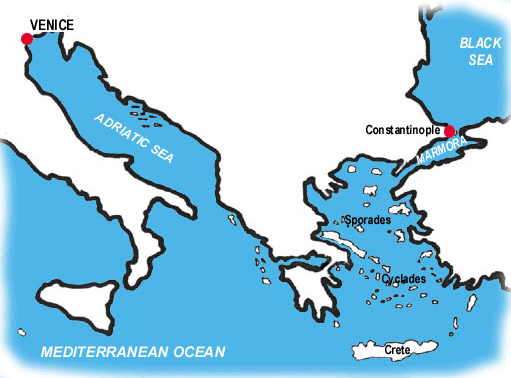 VENICE
BLACK
SEA
ADRIATIC SEA
Constantinople
MARMORA
Sporades
Cyclades
Crete
MEDITERRANEAN OCEAN